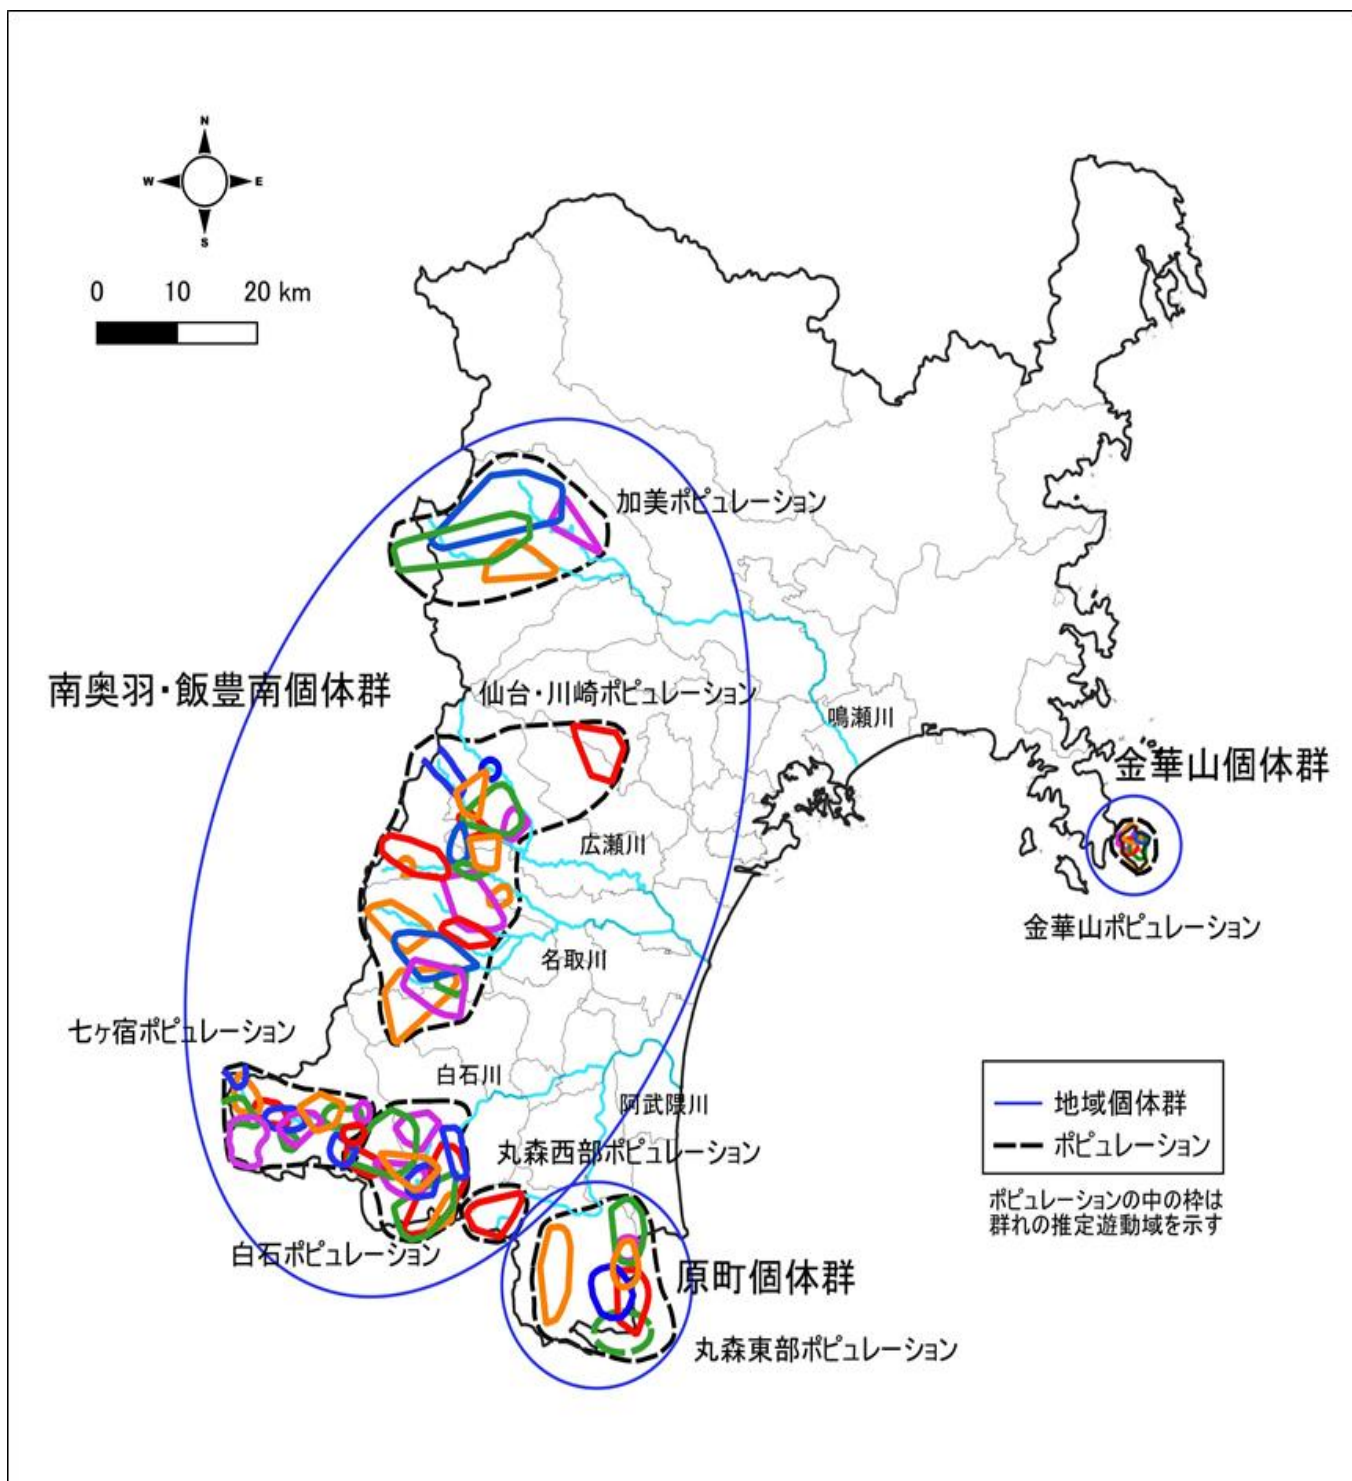 N
W E
S
0 10 20 km
加美ポピュレーション
南奥羽・飯豊南個体群
仙台・川崎ポピュレーション
鳴瀬川
金華山個体群
広瀬川
金華山ポピュレーション
名取川
七ヶ宿ポピュレーション
白石川
阿武隈川
地域個体群
ポピュレーション
丸森西部ポピュレーション
ポピュレーションの中の枠は
群れの推定遊動域を示す
白石ポピュレーション
原町個体群
丸森東部ポピュレーション